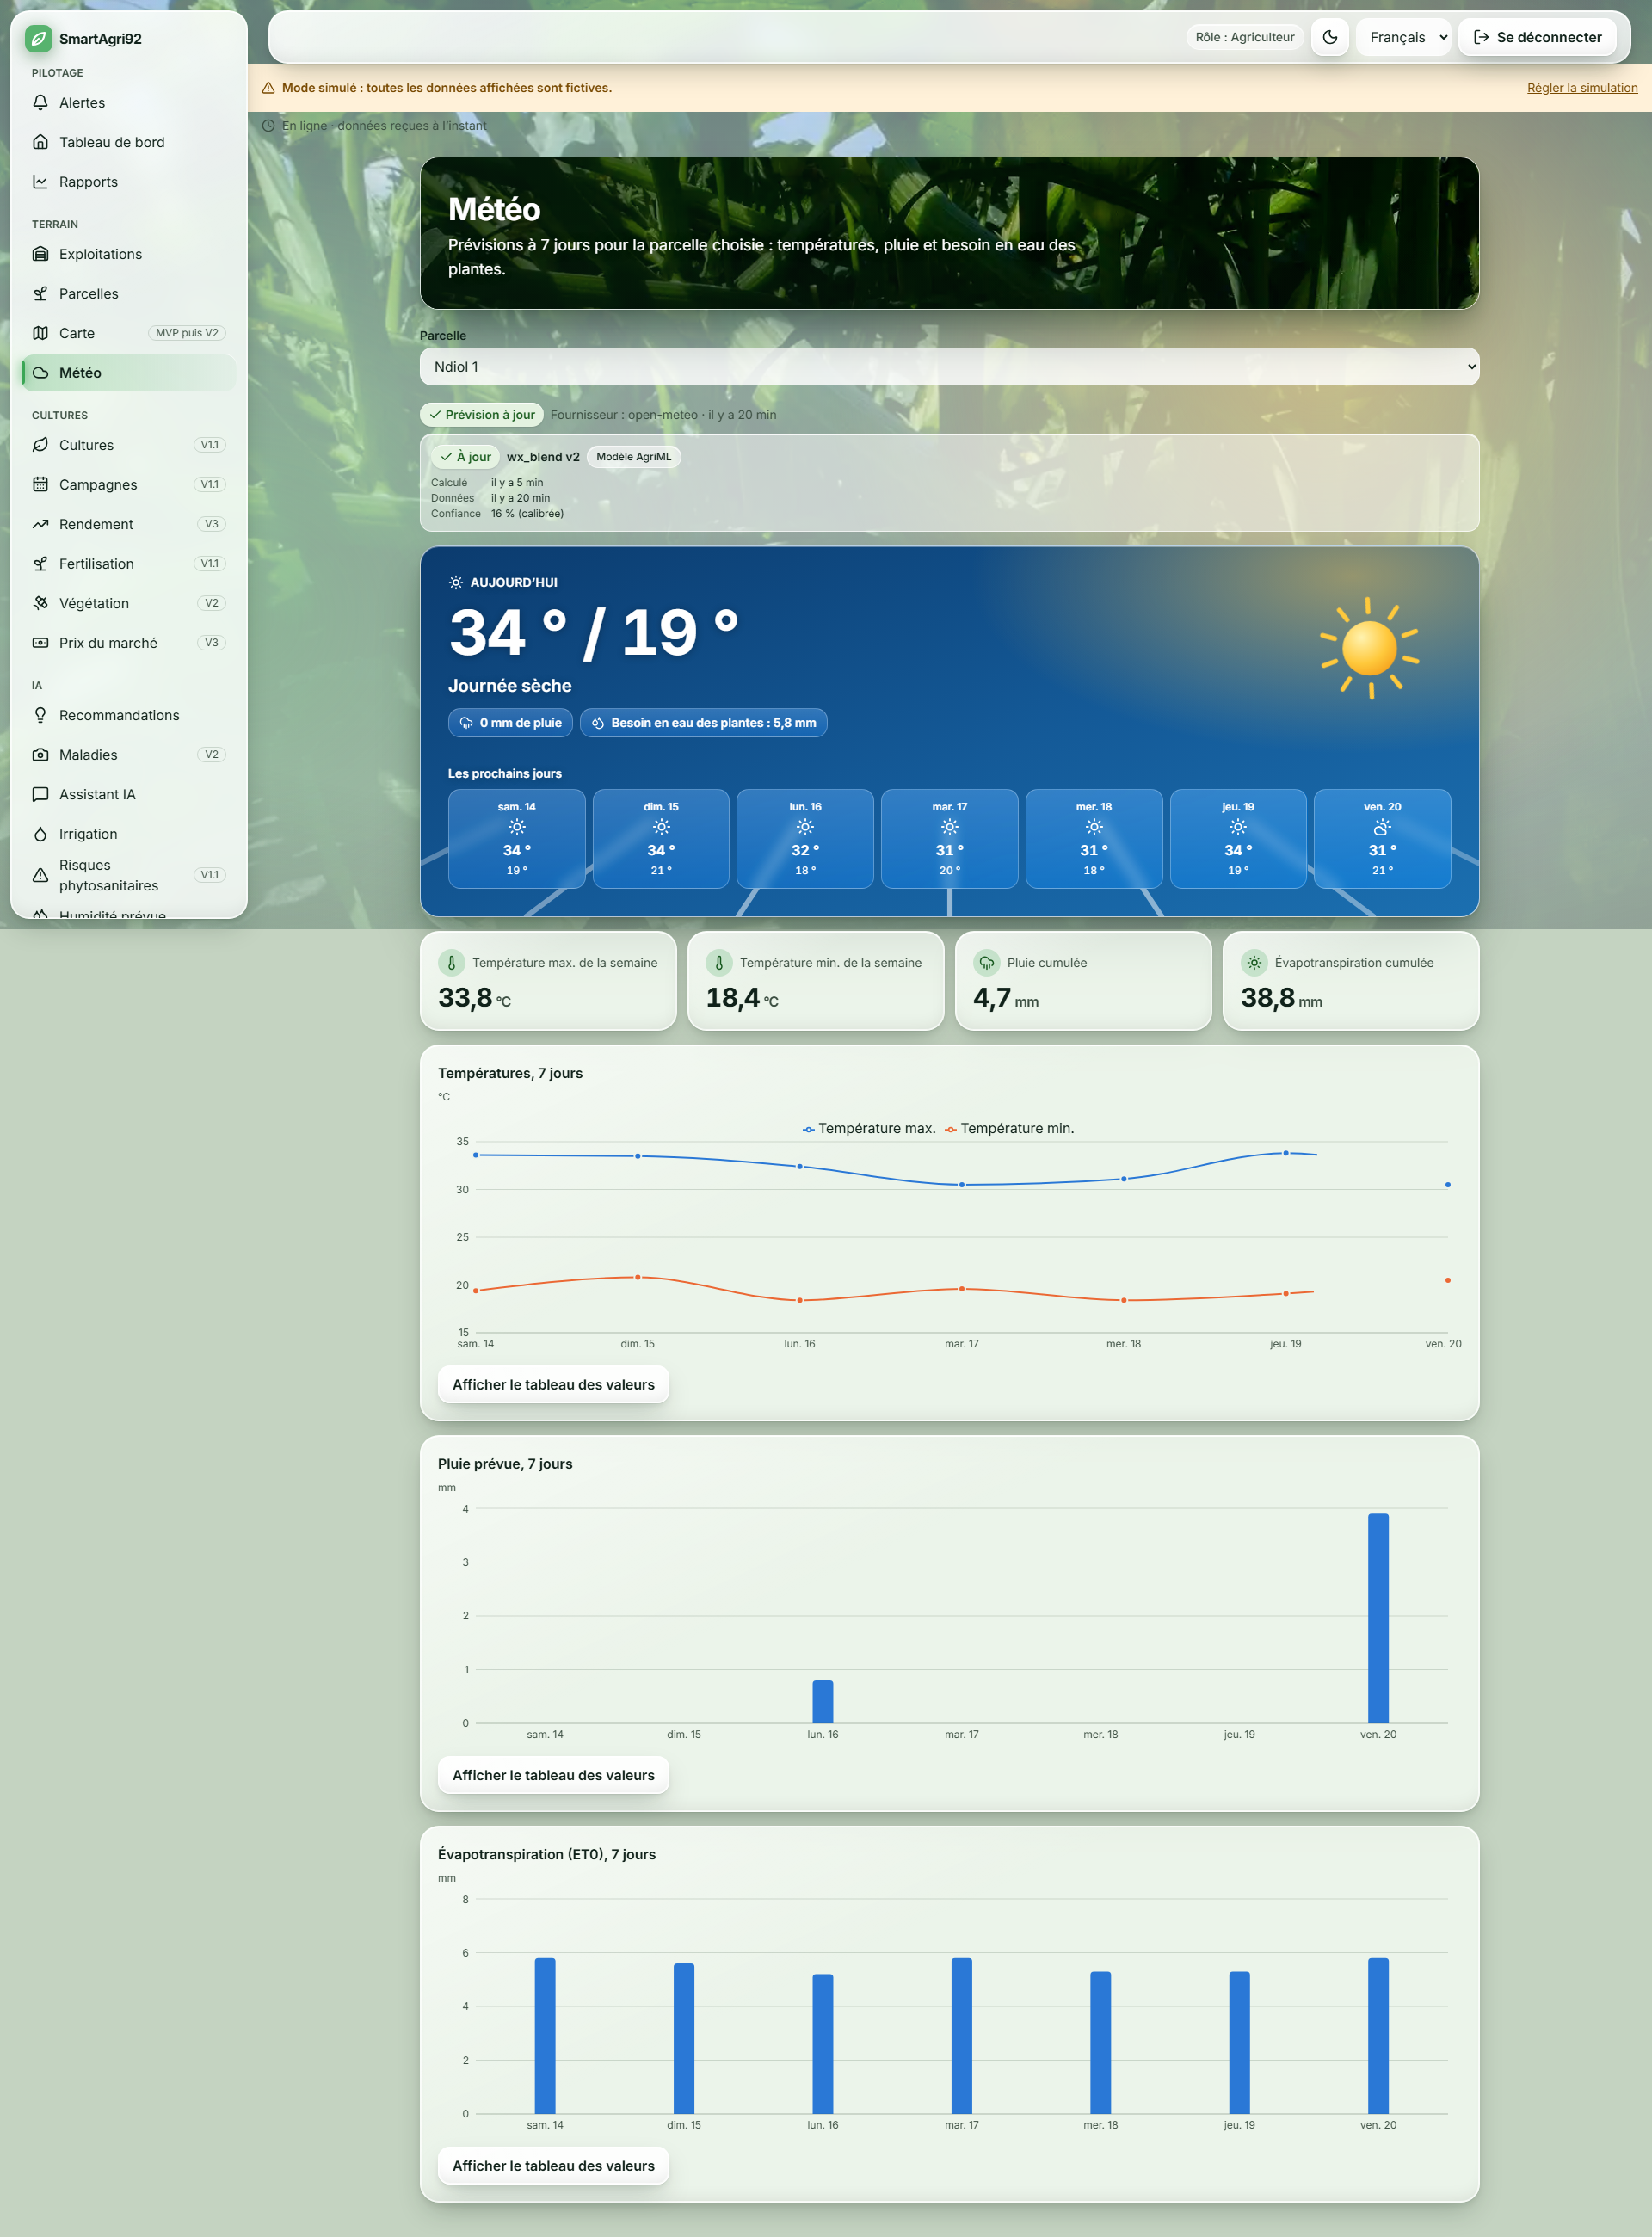 SmartAgri92
PILOTAGE
Alertes
Tableau de bord
Rapports
TERRAIN
Exploitations
Parcelles
Carte MVP puis V2
Météo
CULTURES
Cultures V1.1
Campagnes V1.1
Rendement V3
Fertilisation V1.1
Végétation V2
Prix du marché V3
IA
Recommandations
Maladies V2
Assistant IA
Irrigation
Risques
phytosanitaires V1.1
Humidité prévue
Rôle : Agriculteur
Français
Se déconnecter
Mode simulé : toutes les données affichées sont fictives.
Régler la simulation
En ligne · données reçues à l'instant
Météo
Prévisions à 7 jours pour la parcelle choisie : températures, pluie et besoin en eau des
plantes.
Parcelle
Ndiol 1
Prévision à jour Fournisseur : open-meteo · il y a 20 min
À jour wx_blend v2 Modèle AgriML
Calculé il y a 5 min
Données il y a 20 min
Confiance 16 % (calibrée)
AUJOURD'HUI
34 ° / 19 °
Journée sèche
0 mm de pluie
Besoin en eau des plantes : 5,8 mm
Les prochains jours
sam. 14 dim. 15 lun. 16 mar. 17 mer. 18 jeu. 19 ven. 20
34 ° 34 ° 32 ° 31 ° 31 ° 34 ° 31 °
19 ° 21 ° 18 ° 20 ° 18 ° 19 ° 21 °
Température max. de la semaine
33,8 °C
Température min. de la semaine
18,4 °C
Pluie cumulée
4,7 mm
Évapotranspiration cumulée
38,8 mm
Températures, 7 jours
°C
Température max. Température min.
35
30
25
20
15
sam. 14 dim. 15 lun. 16 mar. 17 mer. 18 jeu. 19 ven. 20
Afficher le tableau des valeurs
Pluie prévue, 7 jours
mm
4
3
2
1
0
sam. 14 dim. 15 lun. 16 mar. 17 mer. 18 jeu. 19 ven. 20
Afficher le tableau des valeurs
Évapotranspiration (ET0), 7 jours
mm
8
6
4
2
0
sam. 14 dim. 15 lun. 16 mar. 17 mer. 18 jeu. 19 ven. 20
Afficher le tableau des valeurs